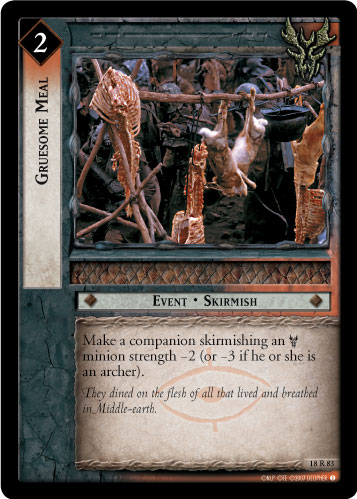 2
Gruesome Meal
Event • Skirmish
Make a companion skirmishing an
minion strength –2 (or –3 if he or she is
an archer).
They dined on the flesh of all that lived and breathed
in Middle-earth.
18 R 83